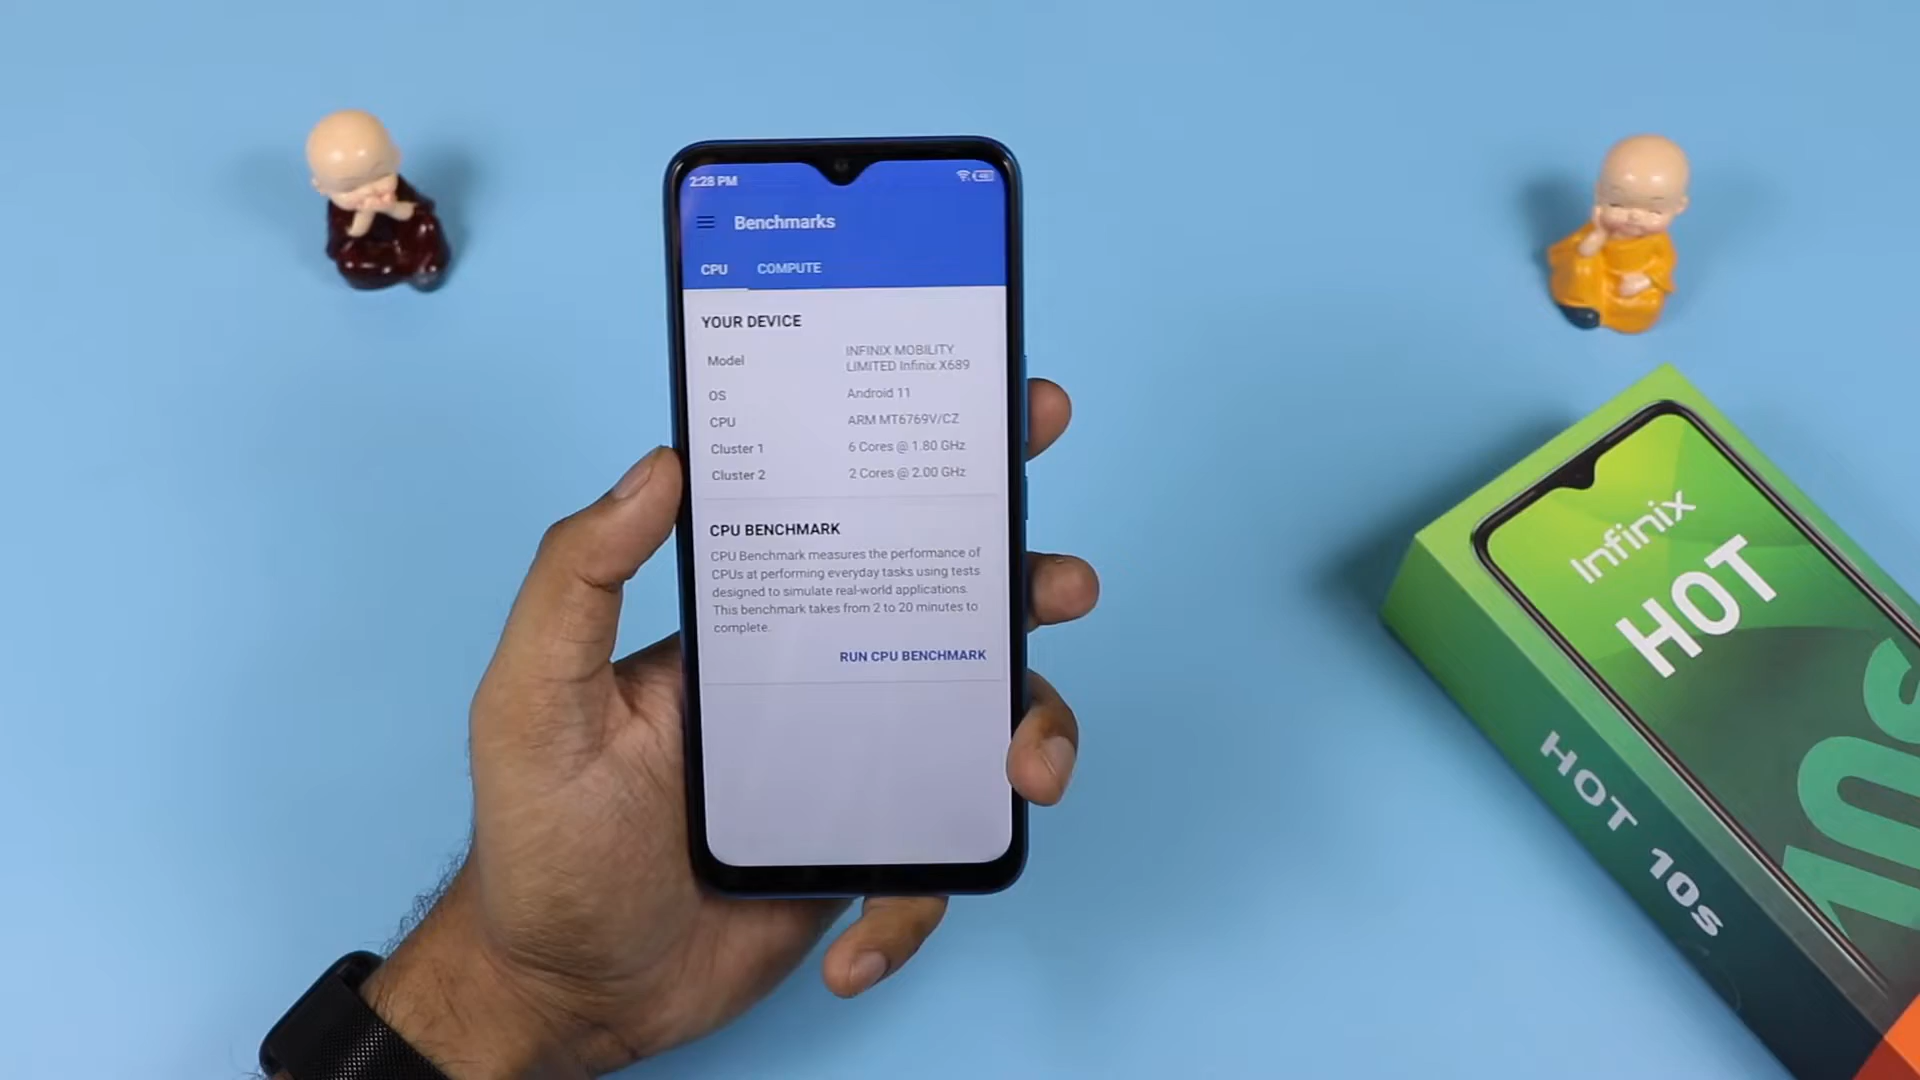 2:28 PM
48
Benchmarks
CPU COMPUTE
YOUR DEVICE
Model INFINIX MOBILITY
LIMITED Infinix X689
OS Android 11
CPU ARM MT6769V/CZ
Cluster 1 6 Cores @ 1.80 GHz
Cluster 2 2 Cores @ 2.00 GHz
CPU BENCHMARK
CPU Benchmark measures the performance of
CPUs at performing everyday tasks using tests
designed to simulate real-world applications.
This benchmark takes from 2 to 20 minutes to
complete.
RUN CPU BENCHMARK
Infinix
HOT
10s
HOT 10s